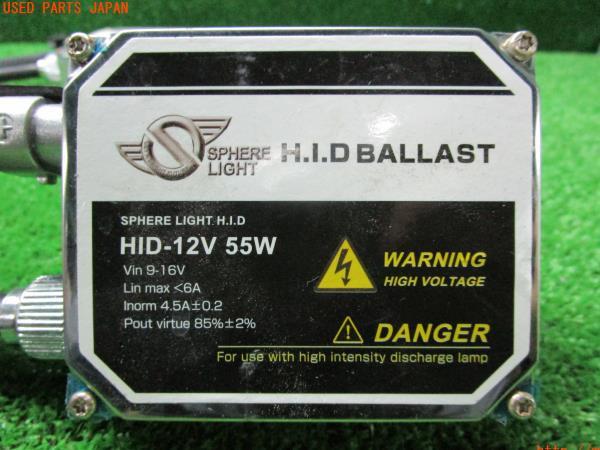 USED PARTS JAPAN
SPHERE
LIGHT
H.I.D BALLAST
SPHERE LIGHT H.I.D
HID-12V 55W
Vin 9-16V
Lin max <6A
Inorm 4.5A±0.2
Pout virtue 85%±2%
WARNING
HIGH VOLTAGE
DANGER
For use with high intensity discharge lamp